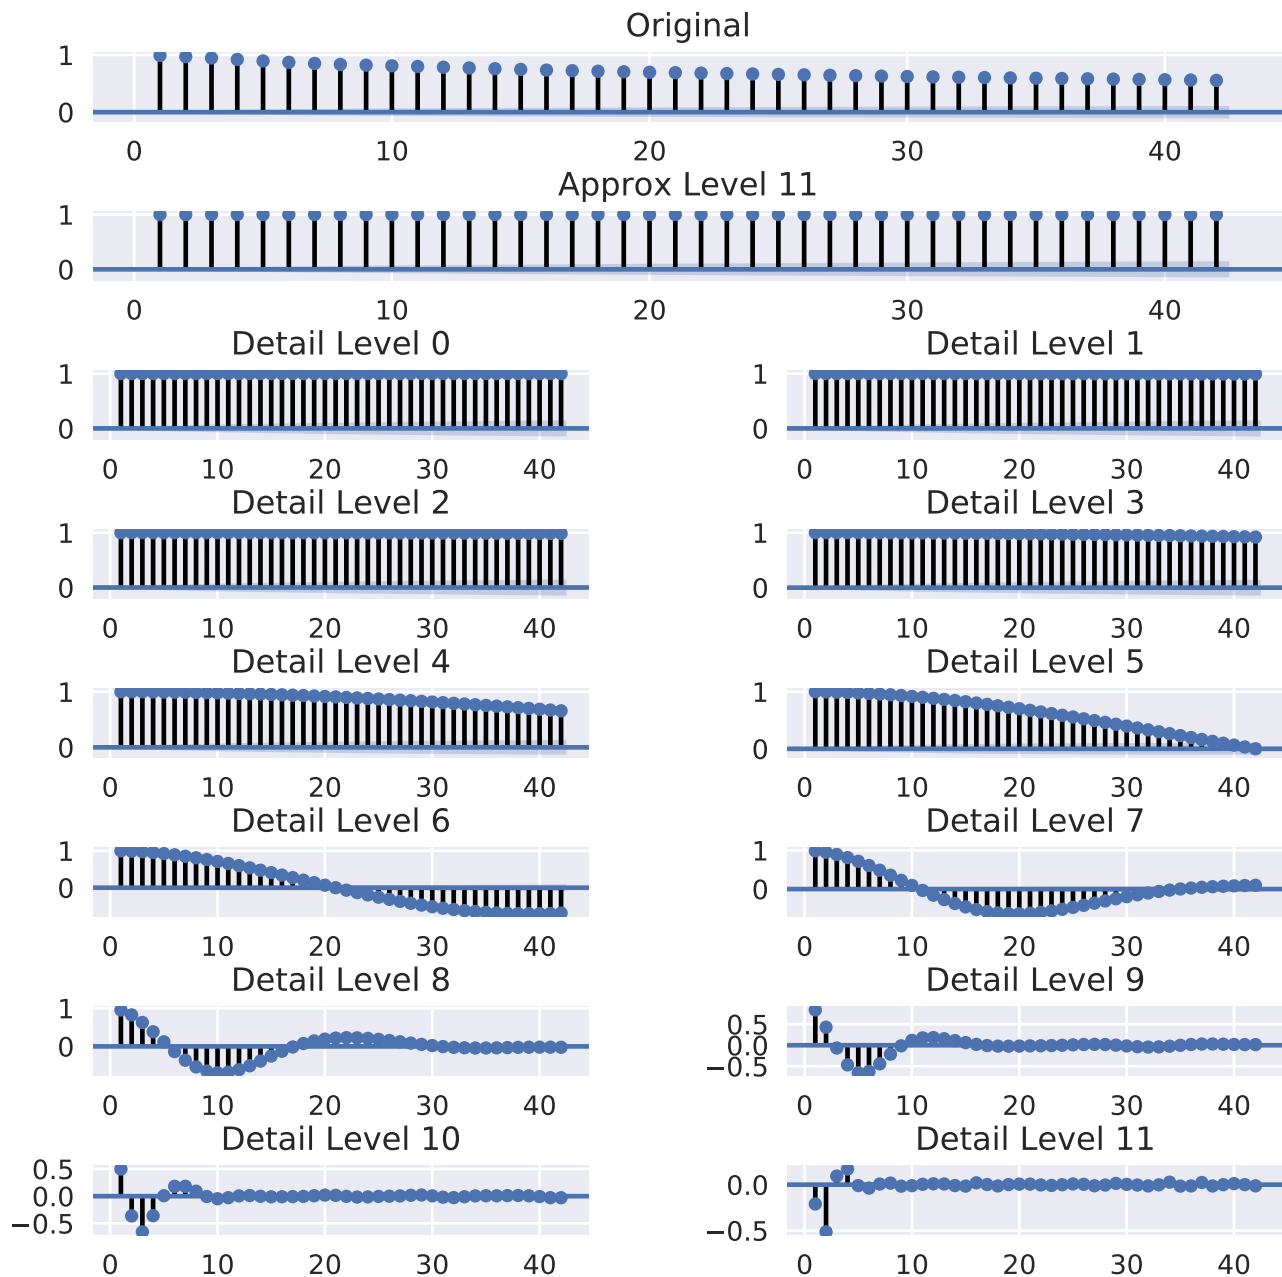 Original
1
0
0 10 20 30 40
Approx Level 11
1
0
0 10 20 30 40
Detail Level 0
1
0
0 10 20 30 40
Detail Level 1
1
0
0 10 20 30 40
Detail Level 2
1
0
0 10 20 30 40
Detail Level 3
1
0
0 10 20 30 40
Detail Level 4
1
0
0 10 20 30 40
Detail Level 5
1
0
0 10 20 30 40
Detail Level 6
1
0
0 10 20 30 40
Detail Level 7
1
0
0 10 20 30 40
Detail Level 8
1
0
0 10 20 30 40
Detail Level 9
0.5
0.0
−0.5
0 10 20 30 40
Detail Level 10
0.5
0.0
−0.5
0 10 20 30 40
Detail Level 11
0.0
−0.5
0 10 20 30 40